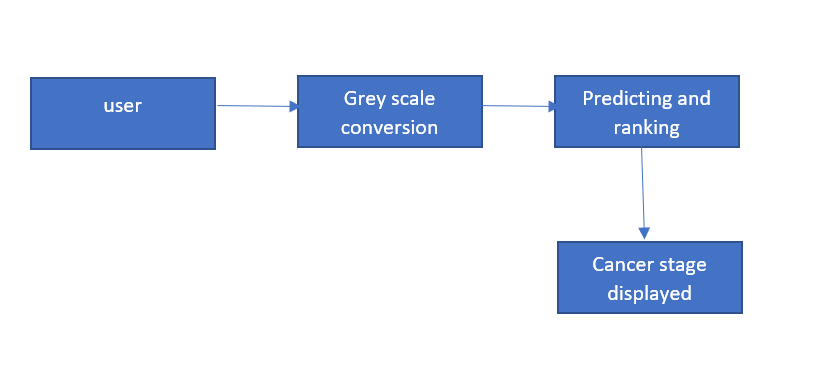 user
Grey scale
conversion
Predicting and
ranking
Cancer stage
displayed